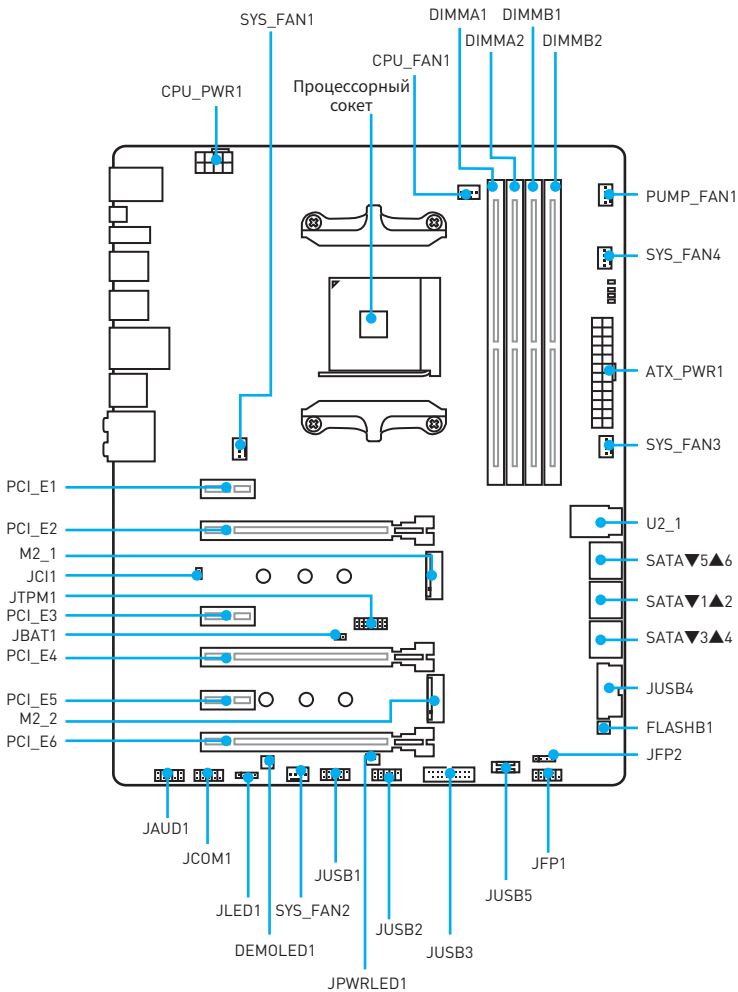 SYS_FAN1
DIMMA1
DIMMB1
DIMMA2
DIMMB2
CPU_FAN1
Процессорный
сокет
CPU_PWR1
PUMP_FAN1
SYS_FAN4
ATX_PWR1
SYS_FAN3
PCI_E1
U2_1
PCI_E2
M2_1
SATA▼5▲6
JCI1
JTPM1
SATA▼1▲2
PCI_E3
JBAT1
SATA▼3▲4
PCI_E4
JUSB4
PCI_E5
M2_2
FLASHB1
PCI_E6
JFP2
JAUD1
JCOM1
JFP1
JUSB1
JUSB5
JLED1
SYS_FAN2
JUSB2
DEMOLED1
JUSB3
JPWRLED1